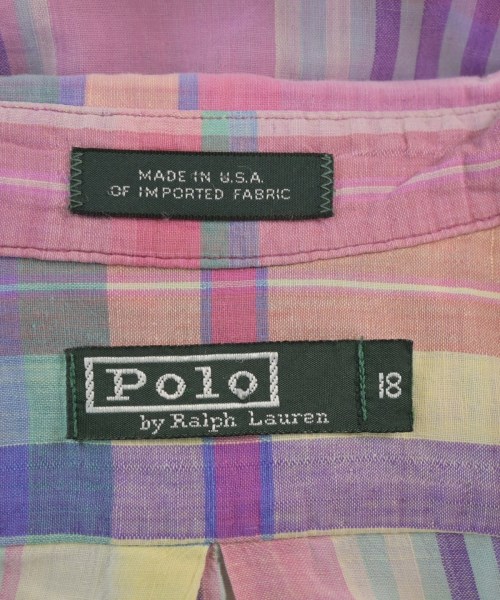 MADE IN U.S.A.
OF IMPORTED FABRIC
Polo
by Ralph Lauren
18